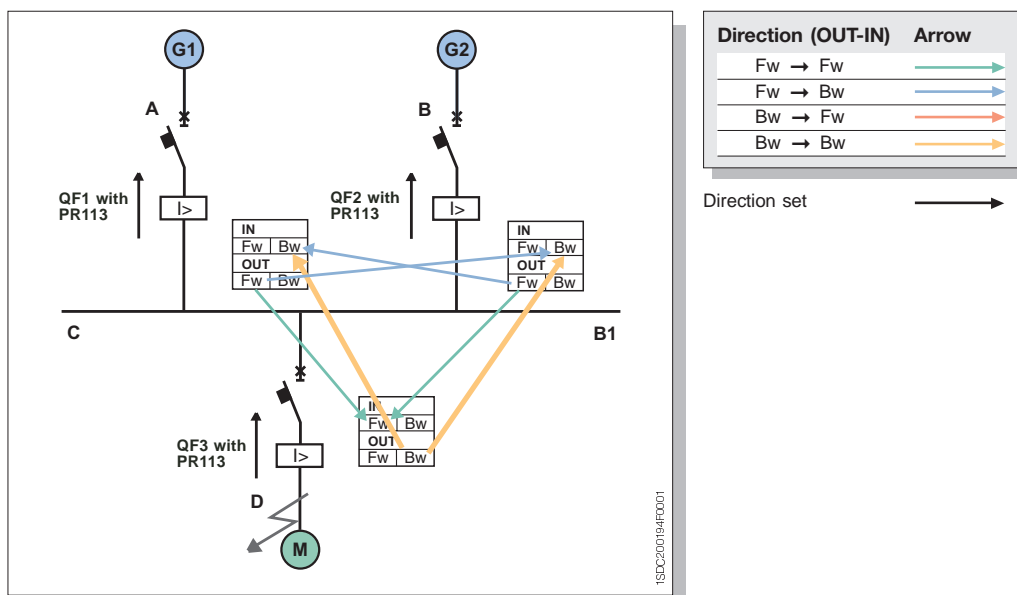 G1
G2
A
B
QF1 with
PR113
I>
QF2 with
PR113
I>
IN
Fw Bw
OUT
Fw Bw
IN
Fw Bw
OUT
Fw Bw
C
B1
QF3 with
PR113
I>
IN
Fw Bw
OUT
Fw Bw
D
M
1SDC200194F0001
Direction (OUT-IN) Arrow
Fw → Fw
Fw → Bw
Bw → Fw
Bw → Bw
Direction set